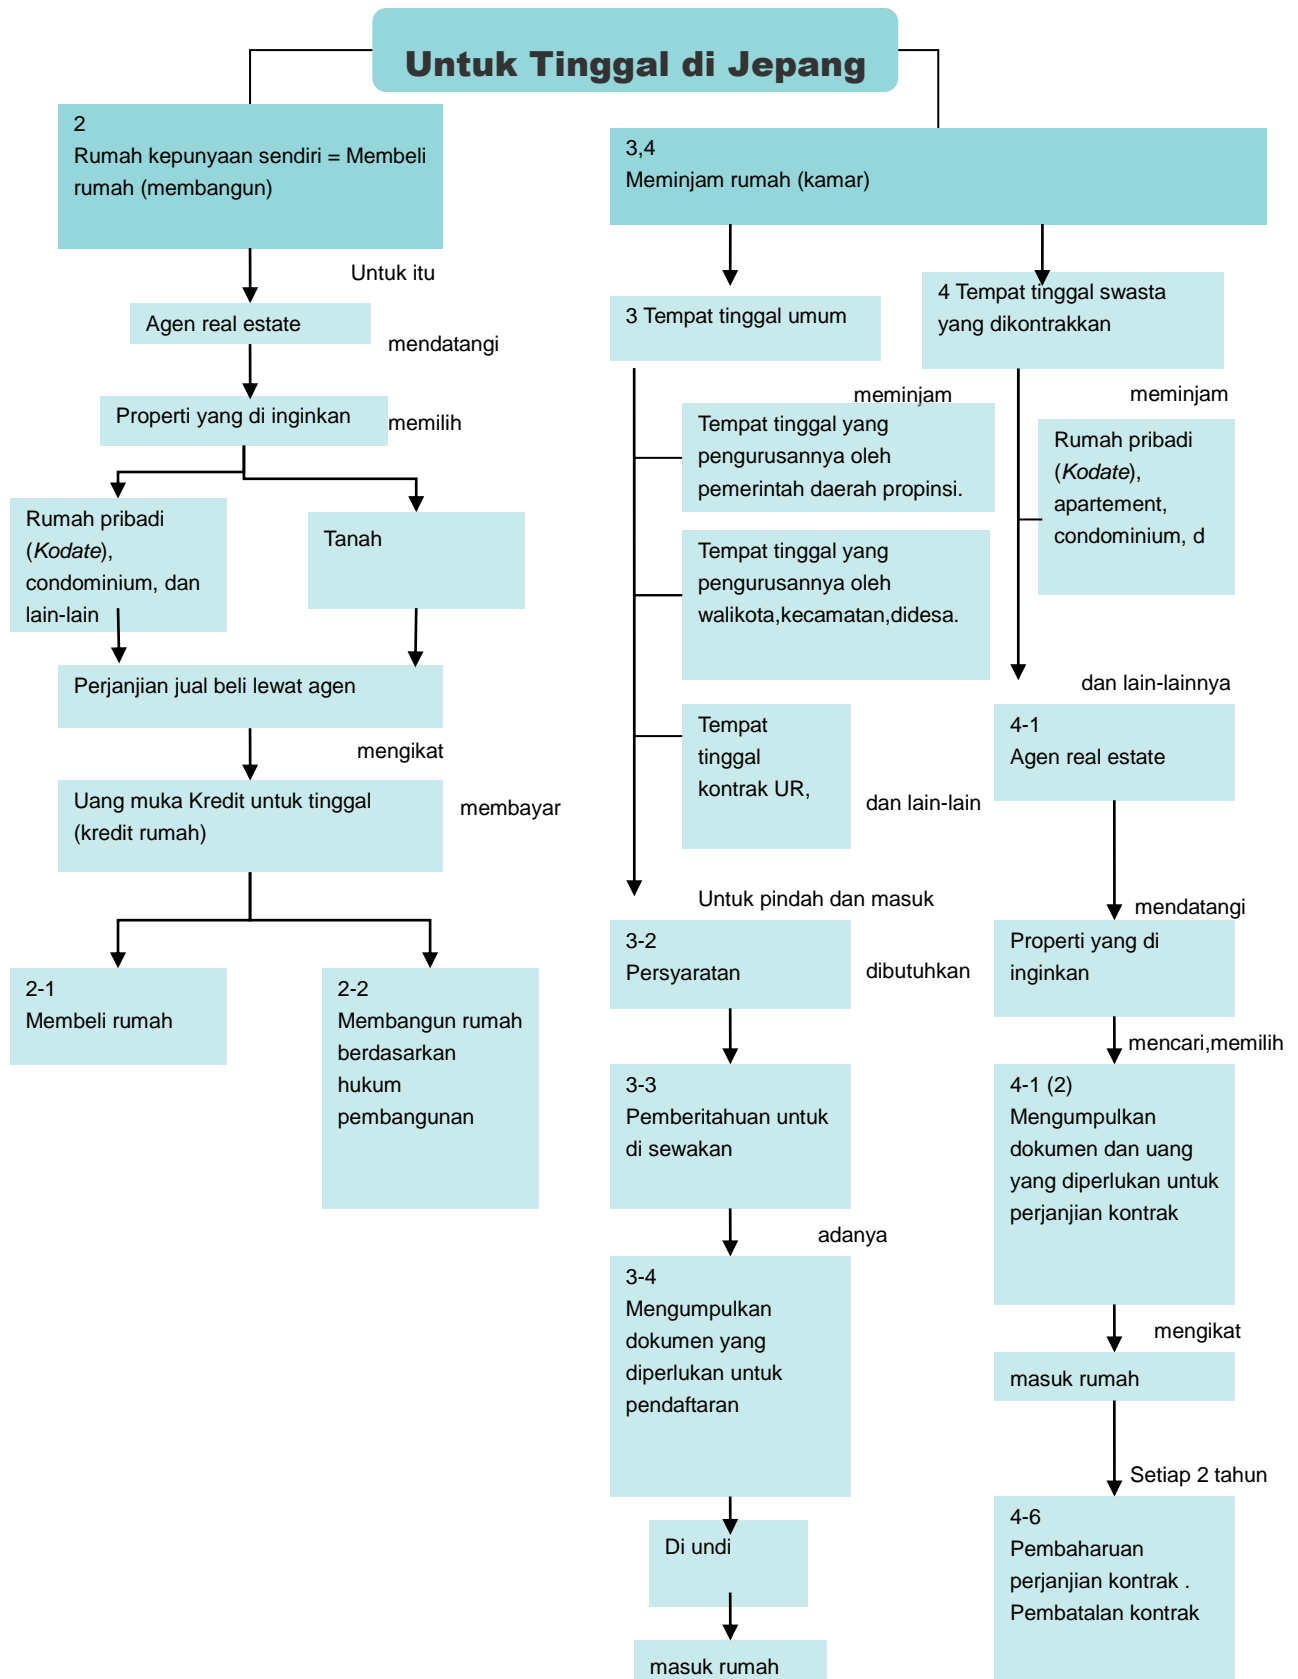 Untuk Tinggal di Jepang
2
Rumah kepunyaan sendiri = Membeli
rumah (membangun)
Untuk itu
Agen real estate
mendatangi
Properti yang di inginkan
memilih
Rumah pribadi
(Kodate),
condominium, dan
lain-lain
Tanah
Perjanjian jual beli lewat agen
mengikat
Uang muka Kredit untuk tinggal
(kredit rumah)
membayar
2-1
Membeli rumah
2-2
Membangun rumah
berdasarkan
hukum
pembangunan
3,4
Meminjam rumah (kamar)
3 Tempat tinggal umum
meminjam
Tempat tinggal yang
pengurusannya oleh
pemerintah daerah propinsi.
Tempat tinggal yang
pengurusannya oleh
walikota,kecamatan,didesa.
Tempat
tinggal
kontrak UR,
dan lain-lain
Untuk pindah dan masuk
3-2
Persyaratan
dibutuhkan
3-3
Pemberitahuan untuk
di sewakan
adanya
3-4
Mengumpulkan
dokumen yang
diperlukan untuk
pendaftaran
Di undi
masuk rumah
4 Tempat tinggal swasta
yang dikontrakkan
meminjam
Rumah pribadi
(Kodate),
apartement,
condominium, d
dan lain-lainnya
4-1
Agen real estate
mendatangi
Properti yang di
inginkan
mencari,memilih
4-1 (2)
Mengumpulkan
dokumen dan uang
yang diperlukan untuk
perjanjian kontrak
mengikat
masuk rumah
Setiap 2 tahun
4-6
Pembaharuan
perjanjian kontrak .
Pembatalan kontrak